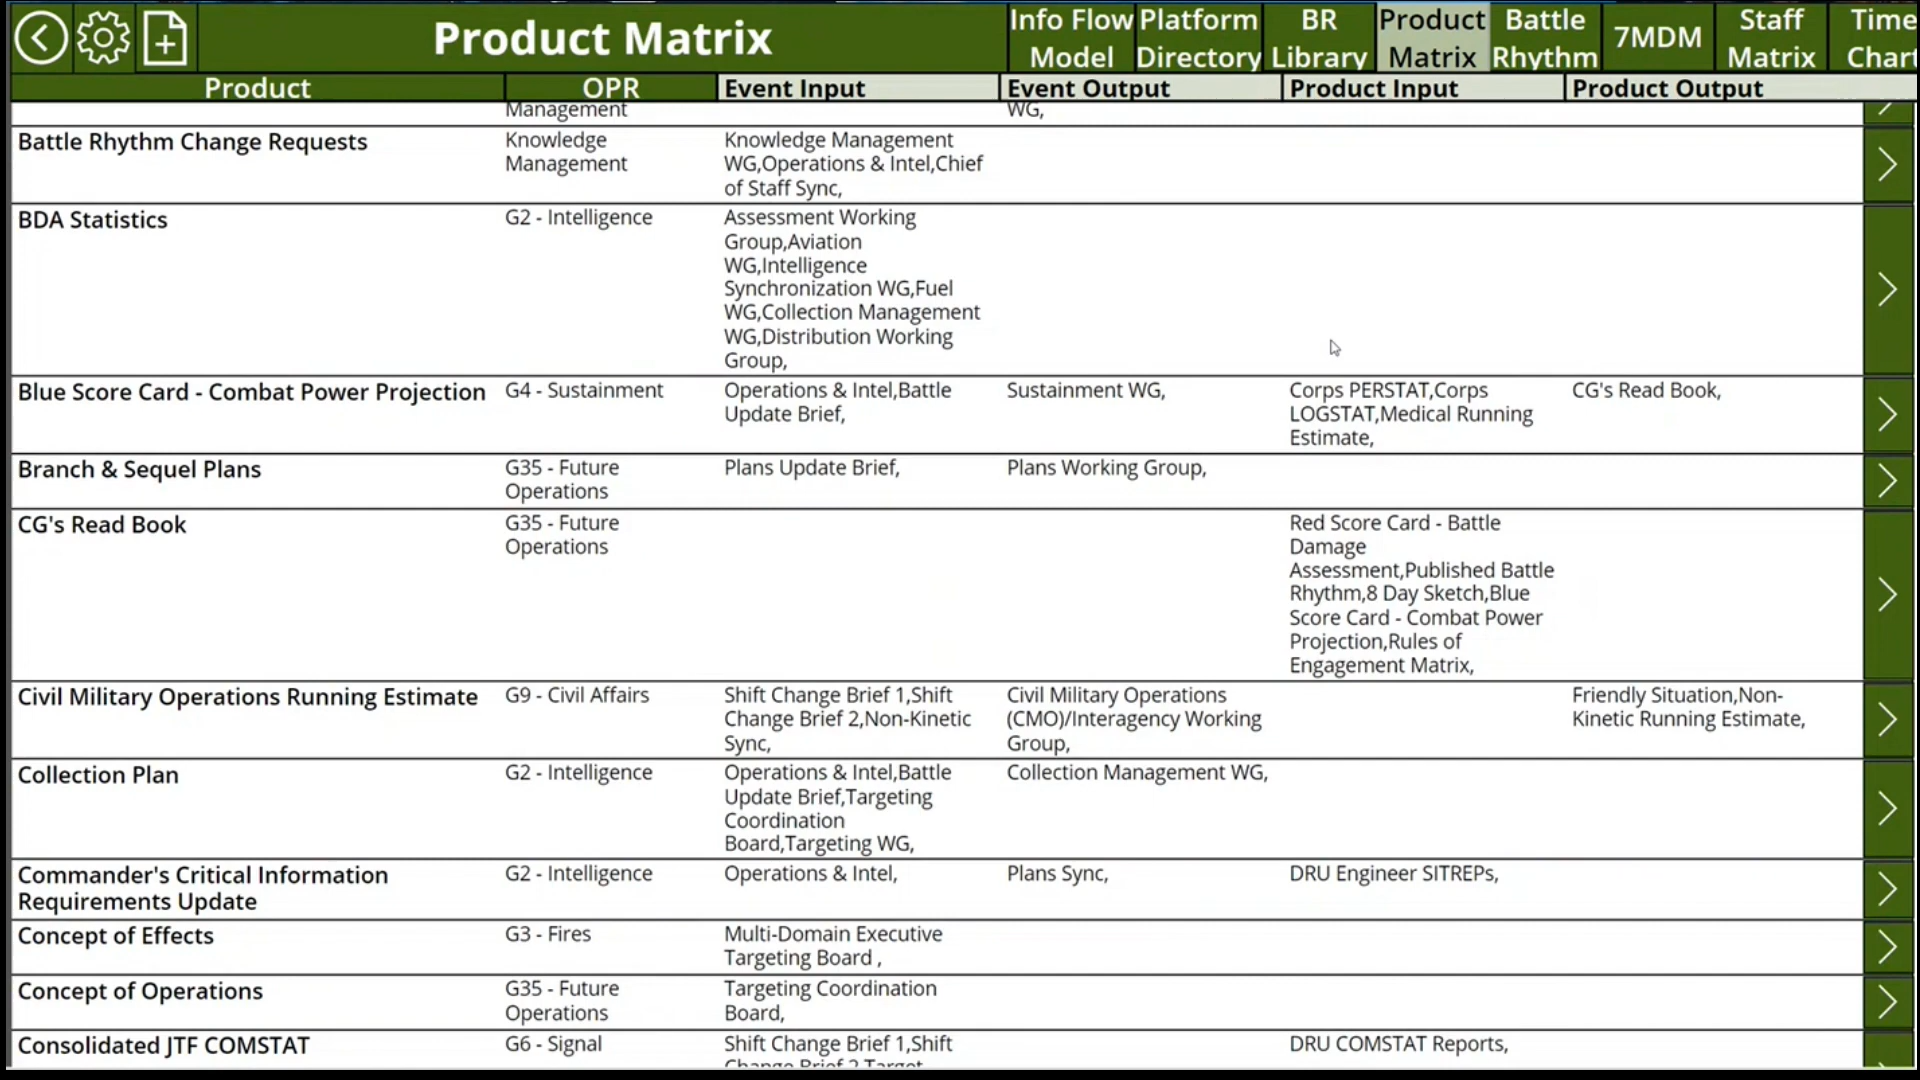 Product Matrix
Info Flow
Model
Platform
Directory
BR
Library
Product
Matrix
Battle
Rhythm
7MDM
Staff
Matrix
Time
Chart
Product
OPR
Event Input
Event Output
Product Input
Product Output
Management
WG,
Battle Rhythm Change Requests
Knowledge
Management
Knowledge Management
WG,Operations & Intel,Chief
of Staff Sync,
BDA Statistics
G2 - Intelligence
Assessment Working
Group,Aviation
WG,Intelligence
Synchronization WG,Fuel
WG,Collection Management
WG,Distribution Working
Group,
Blue Score Card - Combat Power Projection
G4 - Sustainment
Operations & Intel,Battle
Update Brief,
Sustainment WG,
Corps PERSTAT,Corps
LOGSTAT,Medical Running
Estimate,
CG's Read Book,
Branch & Sequel Plans
G35 - Future
Operations
Plans Update Brief,
Plans Working Group,
CG's Read Book
G35 - Future
Operations
Red Score Card - Battle
Damage
Assessment,Published Battle
Rhythm,8 Day Sketch,Blue
Score Card - Combat Power
Projection,Rules of
Engagement Matrix,
Civil Military Operations Running Estimate
G9 - Civil Affairs
Shift Change Brief 1,Shift
Change Brief 2,Non-Kinetic
Sync,
Civil Military Operations
(CMO)/Interagency Working
Group,
Friendly Situation,Non-
Kinetic Running Estimate,
Collection Plan
G2 - Intelligence
Operations & Intel,Battle
Update Brief,Targeting
Coordination
Board,Targeting WG,
Collection Management WG,
Commander's Critical Information
Requirements Update
G2 - Intelligence
Operations & Intel,
Plans Sync,
DRU Engineer SITREPs,
Concept of Effects
G3 - Fires
Multi-Domain Executive
Targeting Board ,
Concept of Operations
G35 - Future
Operations
Targeting Coordination
Board,
Consolidated JTF COMSTAT
G6 - Signal
Shift Change Brief 1,Shift
Change Brief 2,Target
DRU COMSTAT Reports,